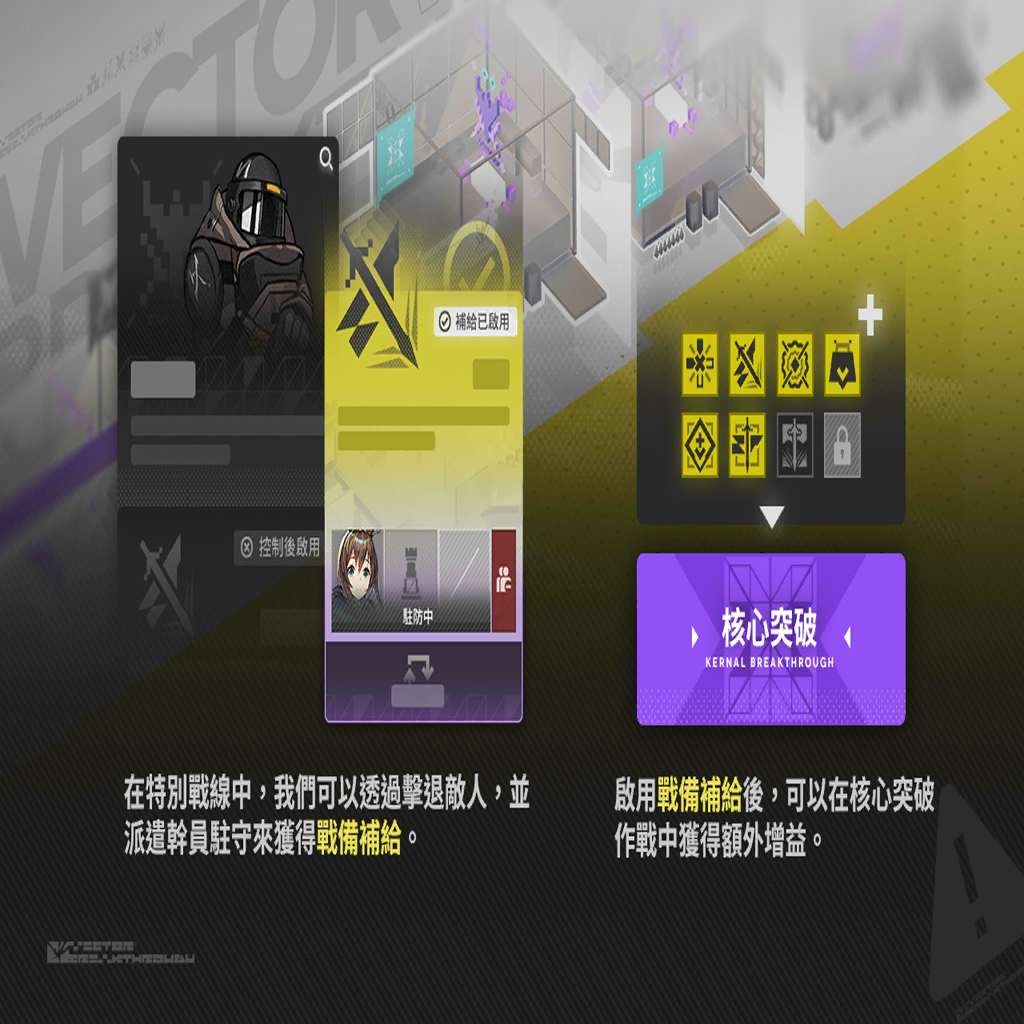 VECTOR
補給已啟用
控制後啟用
駐防中
核心突破
KERNAL BREAKTHROUGH
在特別戰線中，我們可以透過擊退敵人，並
派遣幹員駐守來獲得戰備補給。
啟用戰備補給後，可以在核心突破
作戰中獲得額外增益。
VECTOR
BREAKTHROUGH